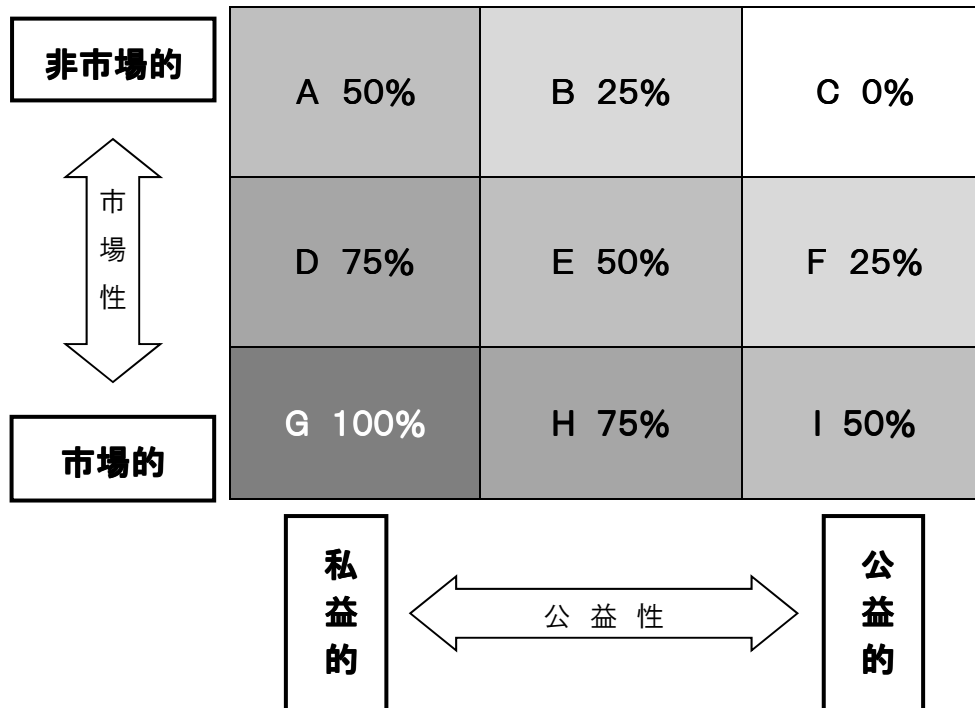 非市場的
A 50%
B 25%
C 0%
市場性
D 75%
E 50%
F 25%
市場的
G 100%
H 75%
I 50%
私益的
公益性
公益的